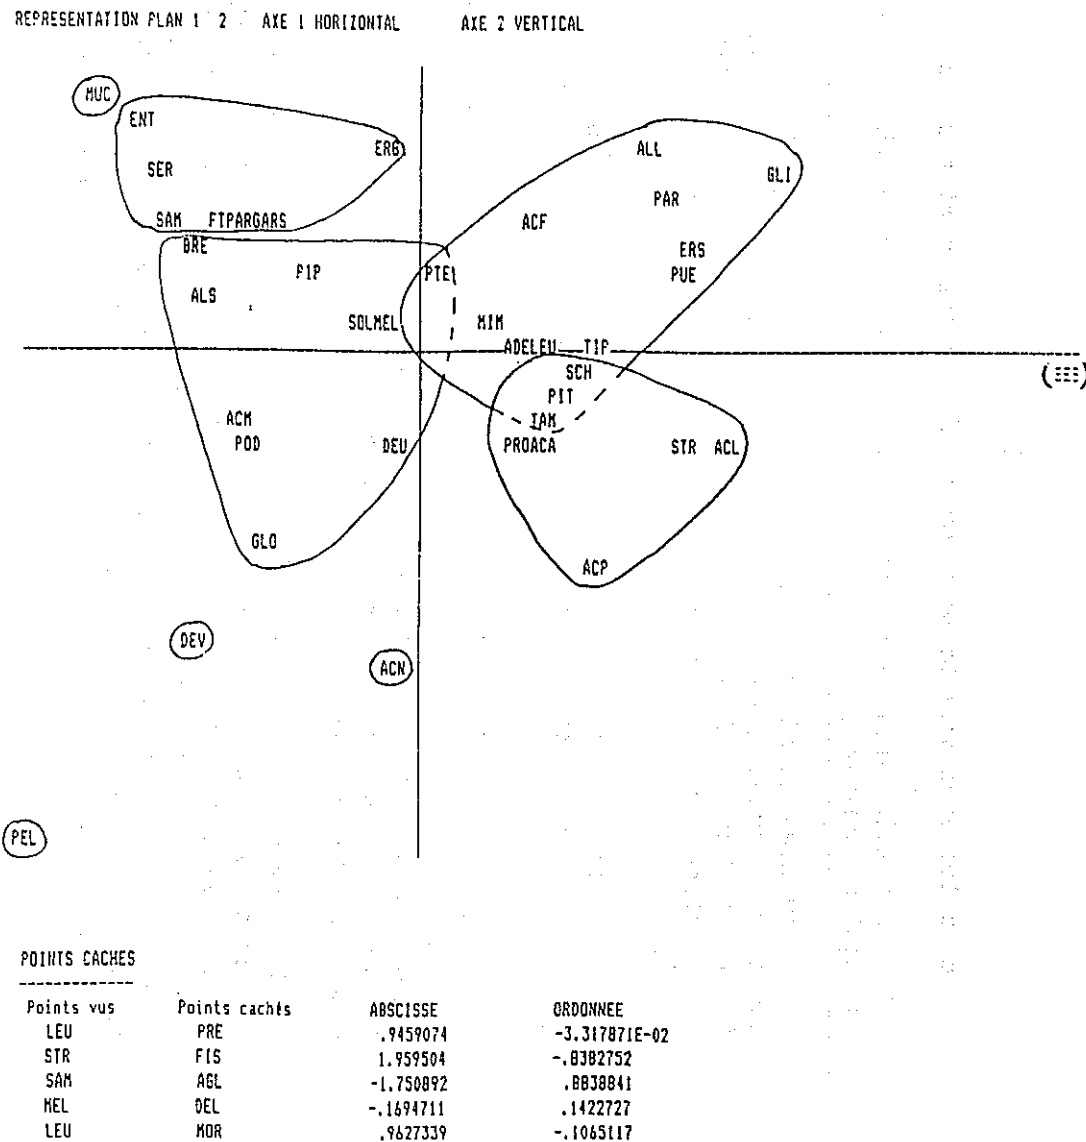 REPRESENTATION PLAN 1 2 AXE 1 HORIZONTAL AXE 2 VERTICAL
MUC
ENT
ERG ALL
SER GLI
PAR
SAM FTPARGARS ACF
BRE ERS
PIP PTE PUE
ALS
SOLMEL MIM
ADELEU TIP
SCH
PIT
ACM TAM
POD DEU PROACA STR ACL
GLO
ACP
DEV
ACN
PEL
POINTS CACHES
------------
Points vus Points cachés ABSCISSE ORDONNEE
LEU PRE .9459074 -3.317871E-02
STR FIS 1.959504 -.8382752
SAM AGL -1.750892 .8838841
MEL DEL -.1694711 .1422727
LEU MOR .9627339 -.1065117